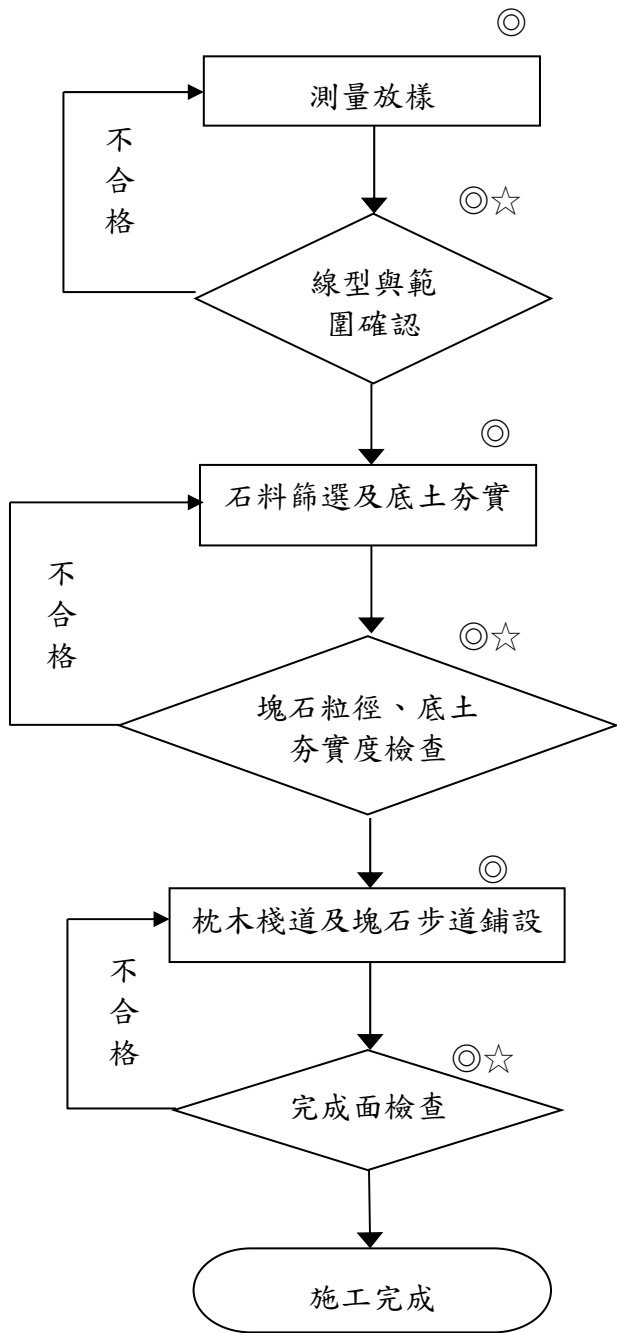 ◎
測量放樣
不合格
◎☆
線型與範
圍確認
◎
石料篩選及底土夯實
不合格
◎☆
塊石粒徑、底土
夯實度檢查
◎
枕木棧道及塊石步道鋪設
不合格
◎☆
完成面檢查
施工完成